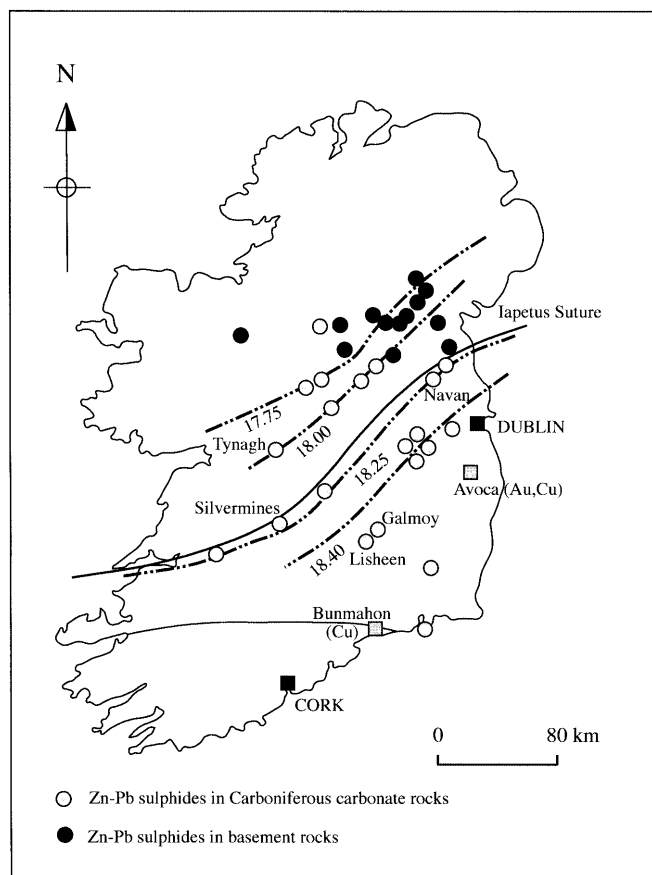 N
Iapetus Suture
17.75
Tynagh
18.00
Navan
DUBLIN
18.25
Avoca (Au,Cu)
Silvermines
Galmoy
18.40
Lisheen
Bunmahon
(Cu)
CORK
0 80 km
Zn-Pb sulphides in Carboniferous carbonate rocks
Zn-Pb sulphides in basement rocks